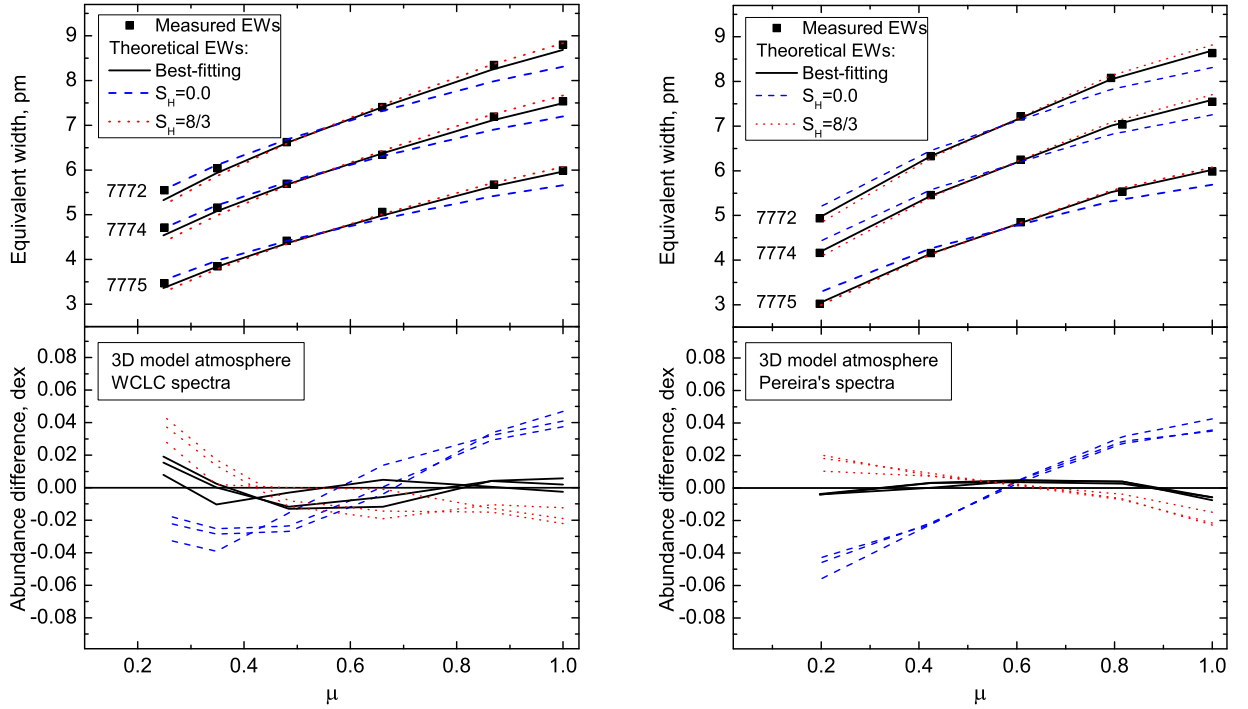 Equivalent width, pm
9
8
7
6
5
4
3
Measured EWs
Theoretical EWs:
Best-fitting
S_H=0.0
S_H=8/3
7772
7774
7775
Abundance difference, dex
0.08
0.06
0.04
0.02
0.00
-0.02
-0.04
-0.06
-0.08
3D model atmosphere
WCLC spectra
0.2 0.4 0.6 0.8 1.0
μ
Equivalent width, pm
9
8
7
6
5
4
3
Measured EWs
Theoretical EWs:
Best-fitting
S_H=0.0
S_H=8/3
7772
7774
7775
Abundance difference, dex
0.08
0.06
0.04
0.02
0.00
-0.02
-0.04
-0.06
-0.08
3D model atmosphere
Pereira's spectra
0.2 0.4 0.6 0.8 1.0
μ